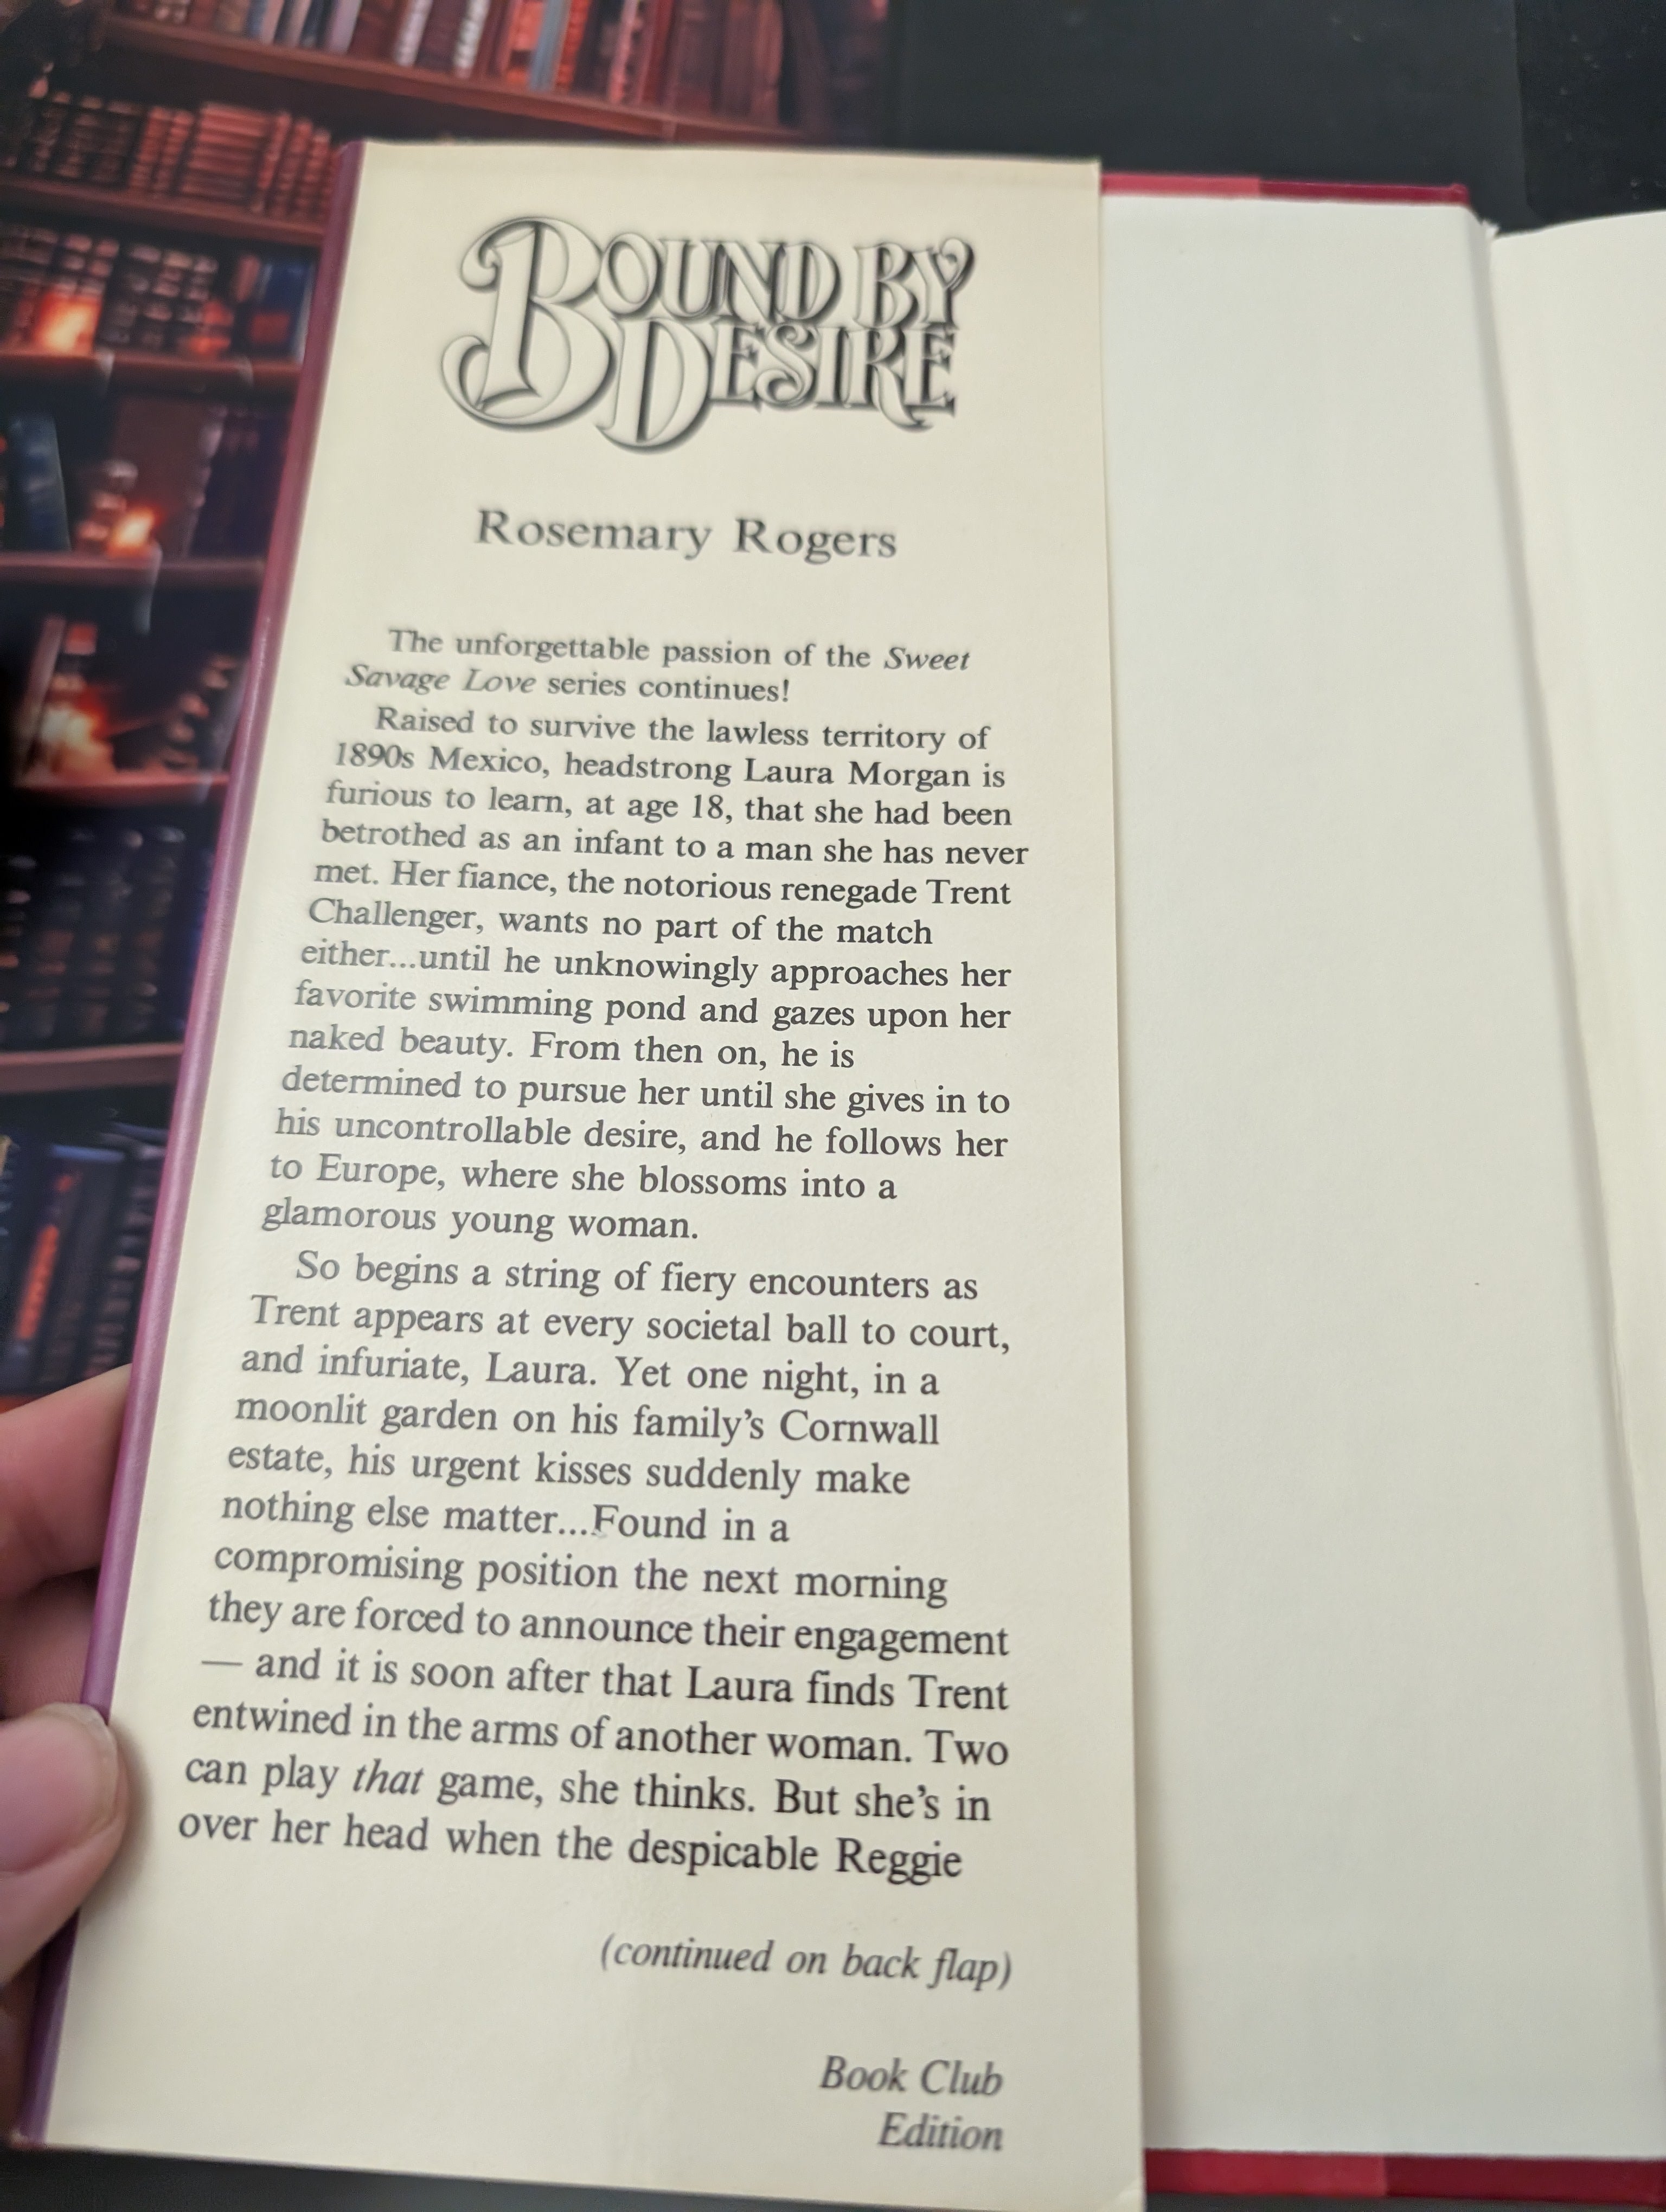 BOUND BY
DESIRE
Rosemary Rogers
The unforgettable passion of the Sweet
Savage Love series continues!
Raised to survive the lawless territory of
1890s Mexico, headstrong Laura Morgan is
furious to learn, at age 18, that she had been
betrothed as an infant to a man she has never
met. Her fiance, the notorious renegade Trent
Challenger, wants no part of the match
either...until he unknowingly approaches her
favorite swimming pond and gazes upon her
naked beauty. From then on, he is
determined to pursue her until she gives in to
his uncontrollable desire, and he follows her
to Europe, where she blossoms into a
glamorous young woman.
So begins a string of fiery encounters as
Trent appears at every societal ball to court,
and infuriate, Laura. Yet one night, in a
moonlit garden on his family's Cornwall
estate, his urgent kisses suddenly make
nothing else matter...Found in a
compromising position the next morning
they are forced to announce their engagement
— and it is soon after that Laura finds Trent
entwined in the arms of another woman. Two
can play that game, she thinks. But she's in
over her head when the despicable Reggie
(continued on back flap)
Book Club
Edition